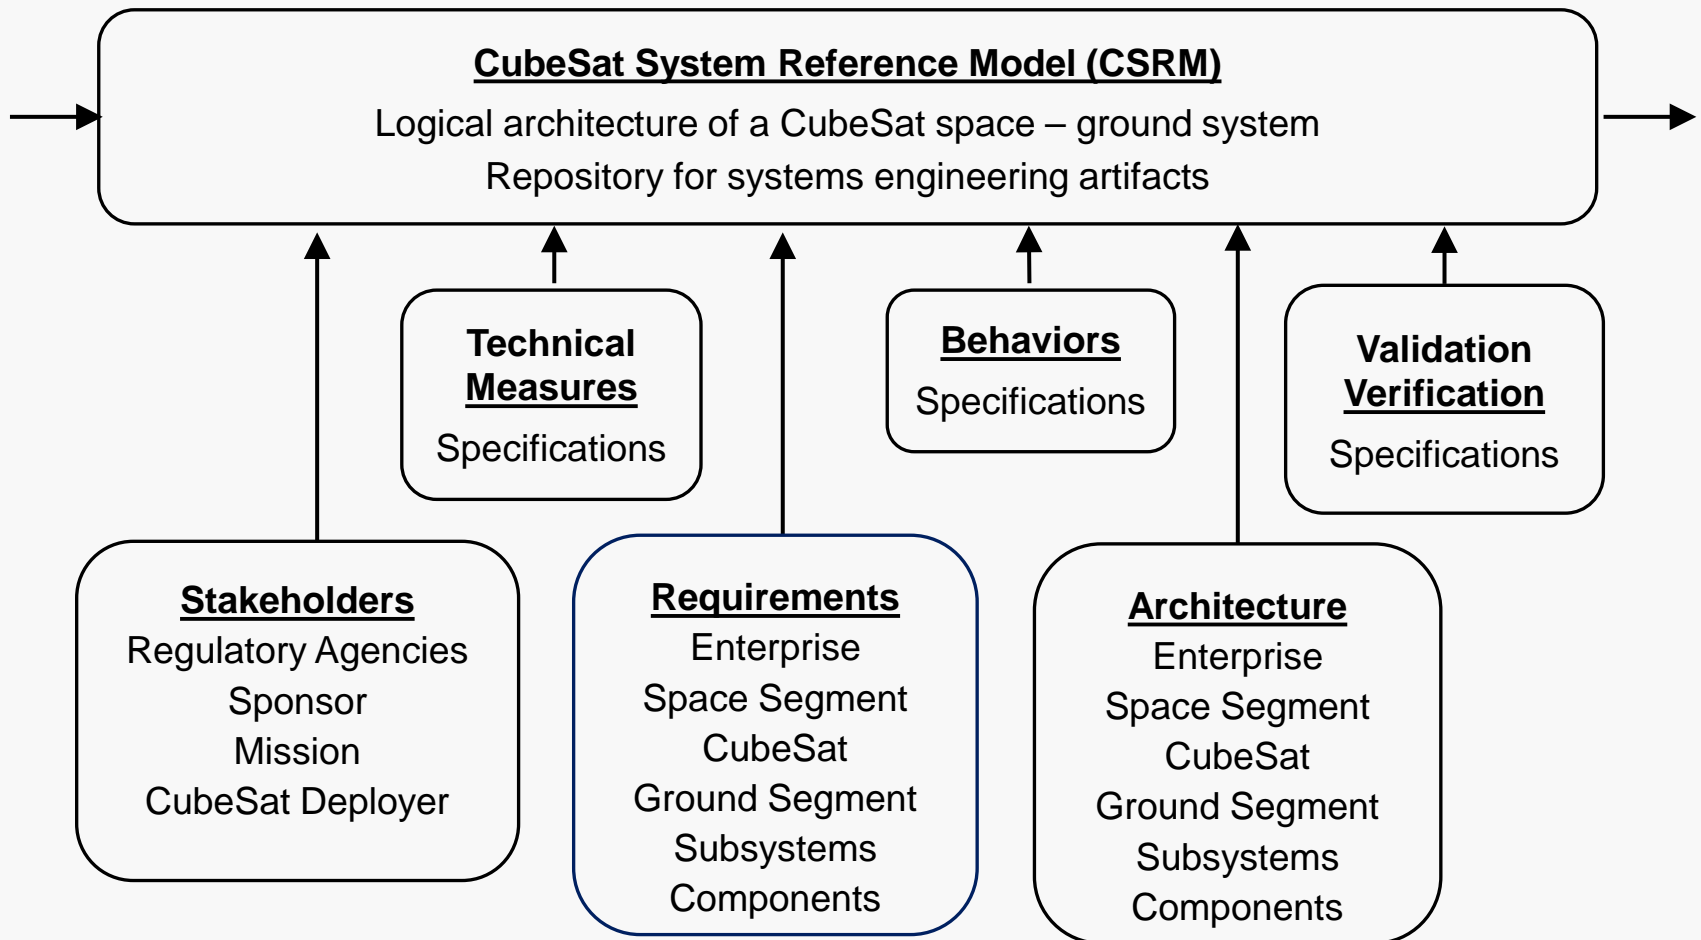 CubeSat System Reference Model (CSRM)
Logical architecture of a CubeSat space – ground system
Repository for systems engineering artifacts
Technical
Measures
Specifications
Behaviors
Specifications
Validation
Verification
Specifications
Stakeholders
Regulatory Agencies
Sponsor
Mission
CubeSat Deployer
Requirements
Enterprise
Space Segment
CubeSat
Ground Segment
Subsystems
Components
Architecture
Enterprise
Space Segment
CubeSat
Ground Segment
Subsystems
Components